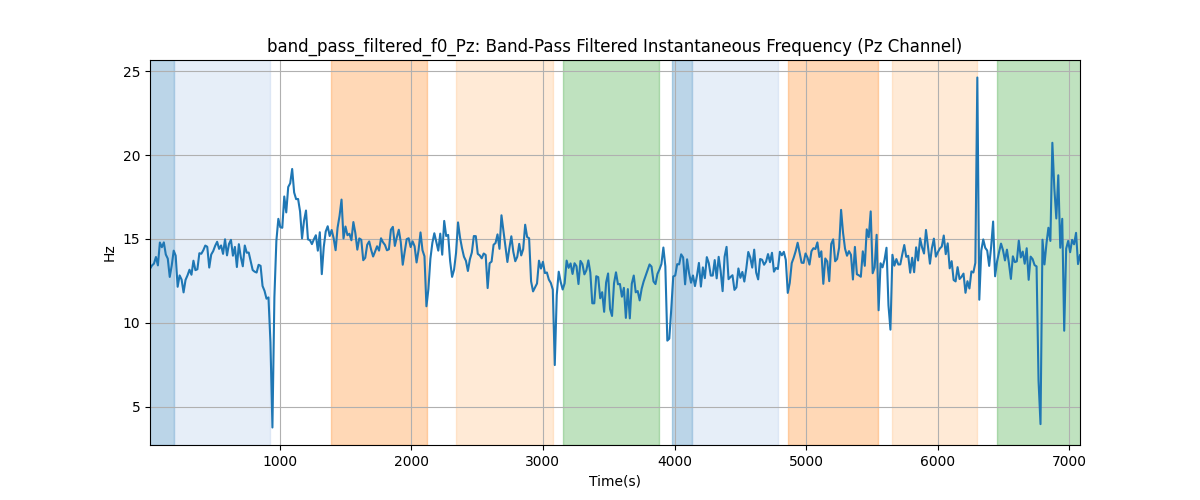 band_pass_filtered_f0_Pz: Band-Pass Filtered Instantaneous Frequency (Pz Channel)
25
20
15
10
5
Hz
1000 2000 3000 4000 5000 6000 7000
Time(s)